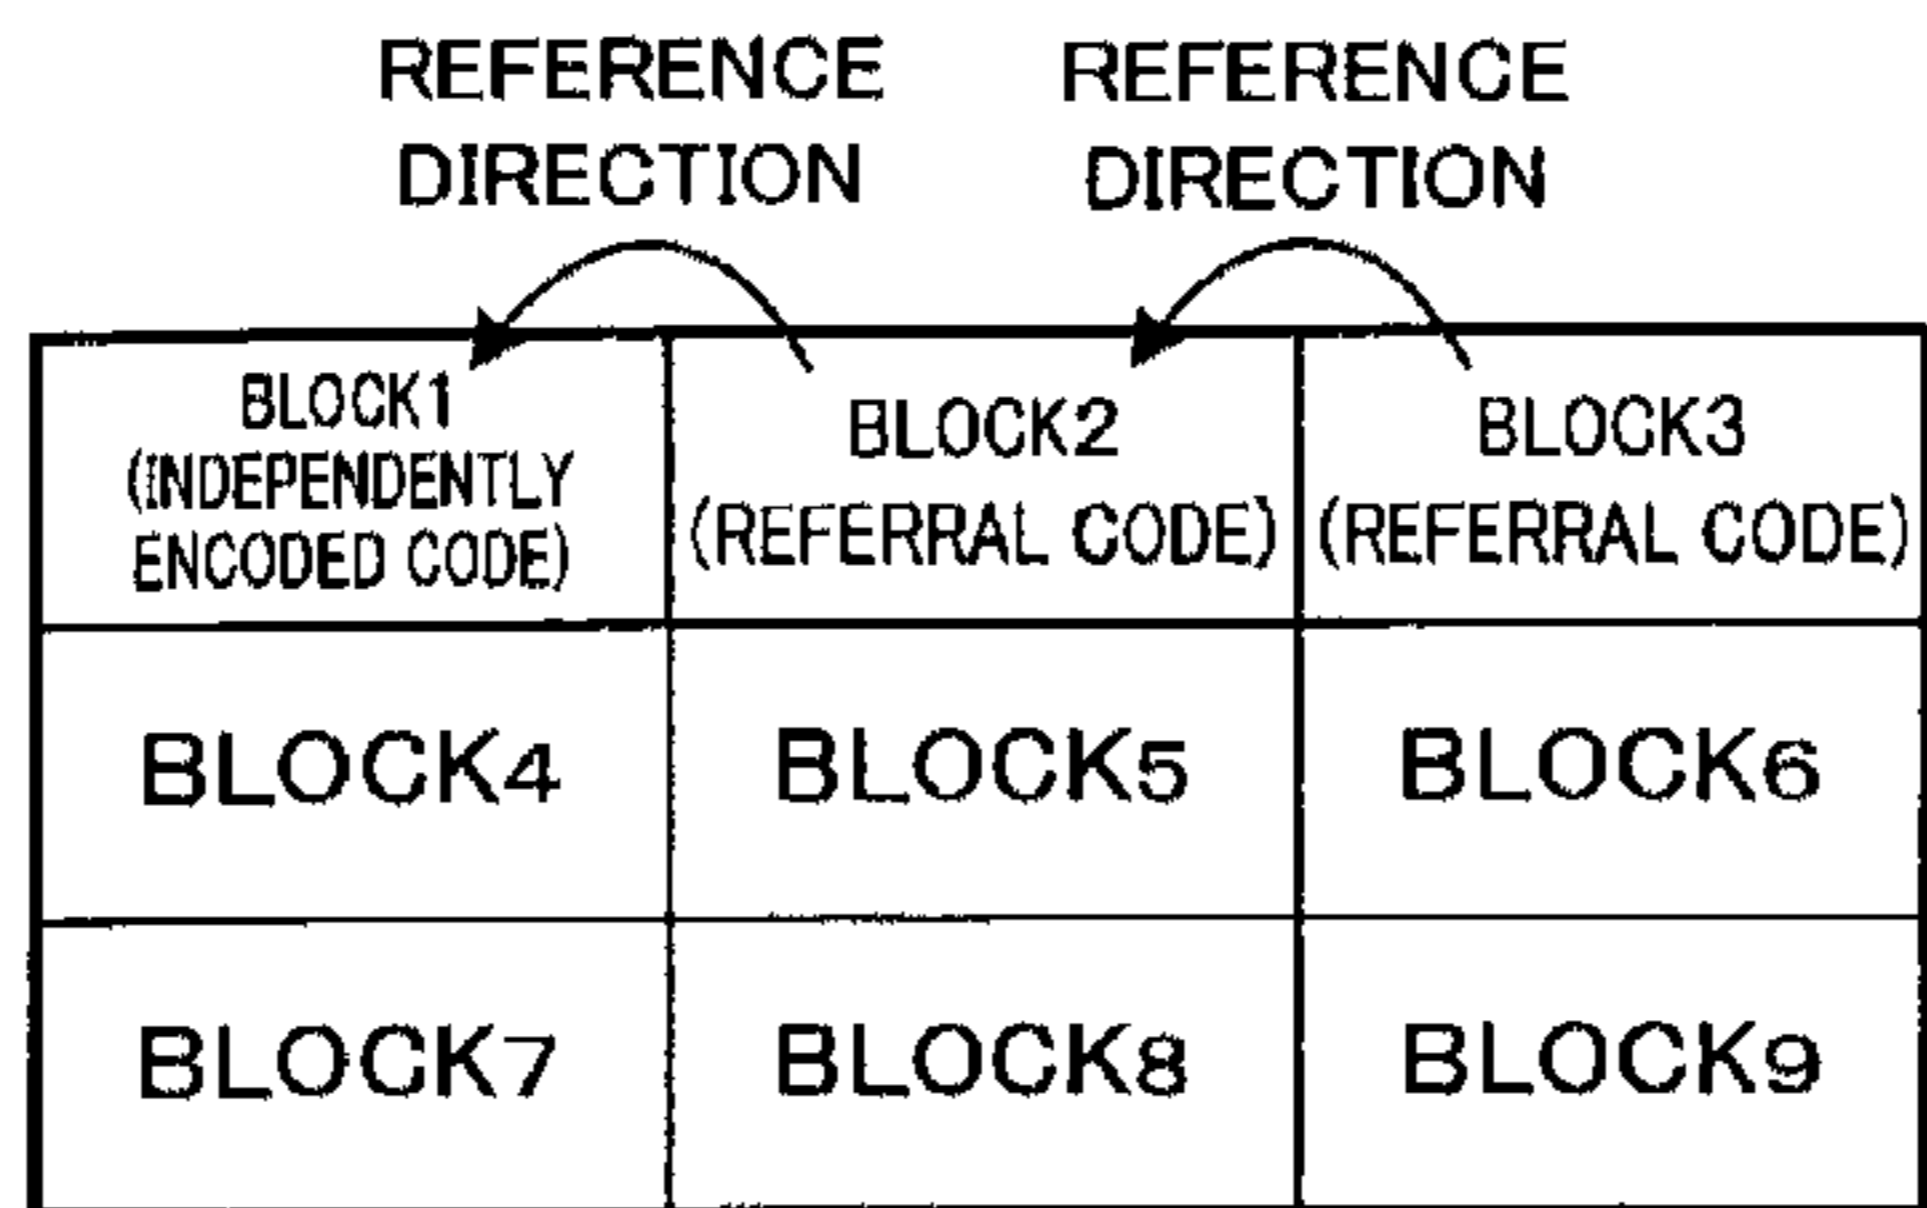 REFERENCE REFERENCE
DIRECTION DIRECTION
BLOCK1
(INDEPENDENTLY
ENCODED CODE)
BLOCK2
(REFERRAL CODE)
BLOCK3
(REFERRAL CODE)
BLOCK4 BLOCK5 BLOCK6
BLOCK7 BLOCK8 BLOCK9